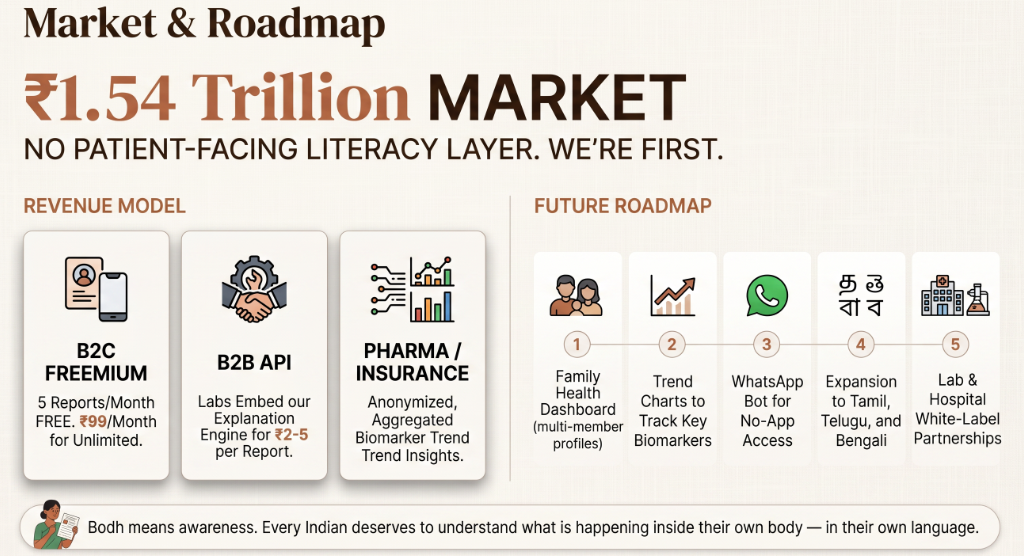 Market & Roadmap
₹1.54 Trillion MARKET
NO PATIENT-FACING LITERACY LAYER. WE'RE FIRST.
REVENUE MODEL
B2C
FREEMIUM
5 Reports/Month
FREE. ₹99/Month
for Unlimited.
B2B API
Labs Embed our
Explanation
Engine for ₹2-5
per Report.
PHARMA /
INSURANCE
Anonymized,
Aggregated
Biomarker Trend
Trend Insights.
FUTURE ROADMAP
1
Family
Health
Dashboard
(multi-member
profiles)
2
Trend
Charts to
Track Key
Biomarkers
3
WhatsApp
Bot for
No-App
Access
த தெ
বা ব
4
Expansion
to Tamil,
Telugu, and
Bengali
5
Lab &
Hospital
White-Label
Partnerships
Bodh means awareness. Every Indian deserves to understand what is happening inside their own body — in their own language.